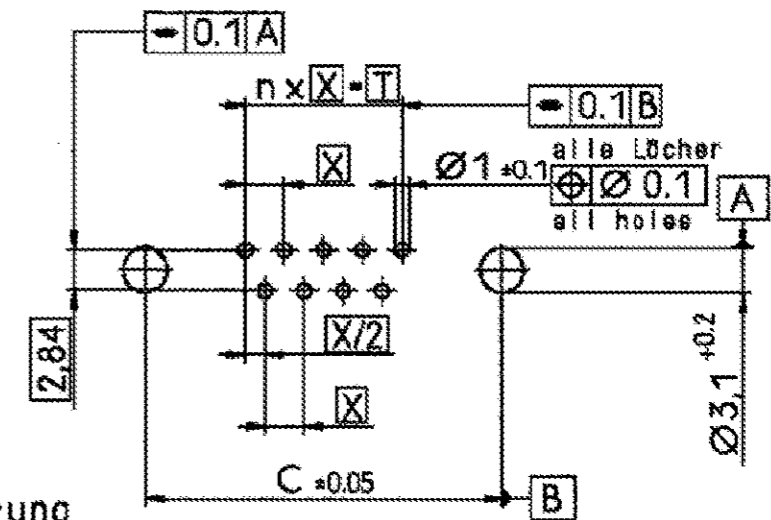 0.1 A
n x X = T
0.1 B
alle Löcher
X
Ø1 ±0.1
Ø 0.1
all holes
A
X/2
2,84
X
Ø3,1 +0.2
C ±0.05
B